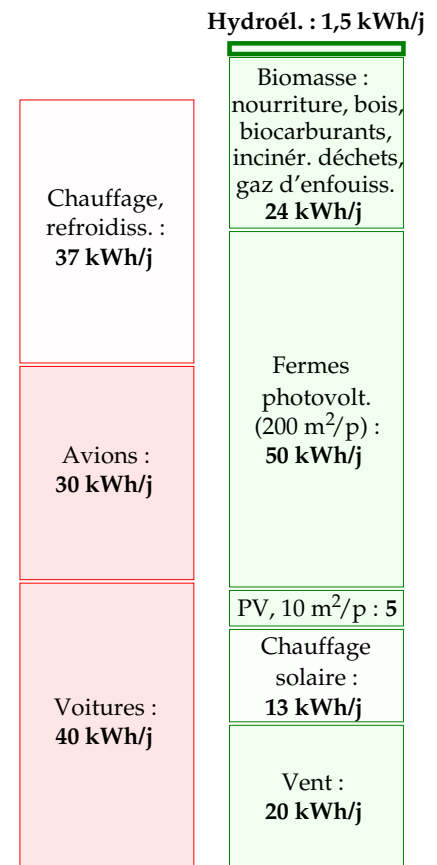 Hydroél. : 1,5 kWh/j
Chauffage,
refroidiss. :
37 kWh/j
Avions :
30 kWh/j
Voitures :
40 kWh/j
Biomasse :
nourriture, bois,
biocarburants,
incinér. déchets,
gaz d'enfouiss.
24 kWh/j
Fermes
photovolt.
(200 m²/p) :
50 kWh/j
PV, 10 m²/p : 5
Chauffage
solaire :
13 kWh/j
Vent :
20 kWh/j